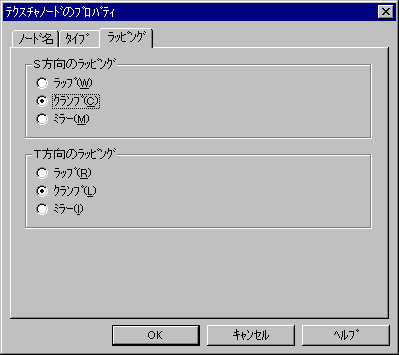 ﾃｸｽﾁｬﾉｰﾄﾞのﾌﾟﾛﾊﾟﾃｨ
ﾉｰﾄﾞ名 ﾀｲﾌﾟ ﾗｯﾋﾟﾝｸﾞ
Ｓ方向のﾗｯﾋﾟﾝｸﾞ
ﾗｯﾌﾟ(W)
ｸﾗﾝﾌﾟ(C)
ﾐﾗｰ(M)
Ｔ方向のﾗｯﾋﾟﾝｸﾞ
ﾗｯﾌﾟ(R)
ｸﾗﾝﾌﾟ(L)
ﾐﾗｰ(I)
OK ｷｬﾝｾﾙ ﾍﾙﾌﾟ